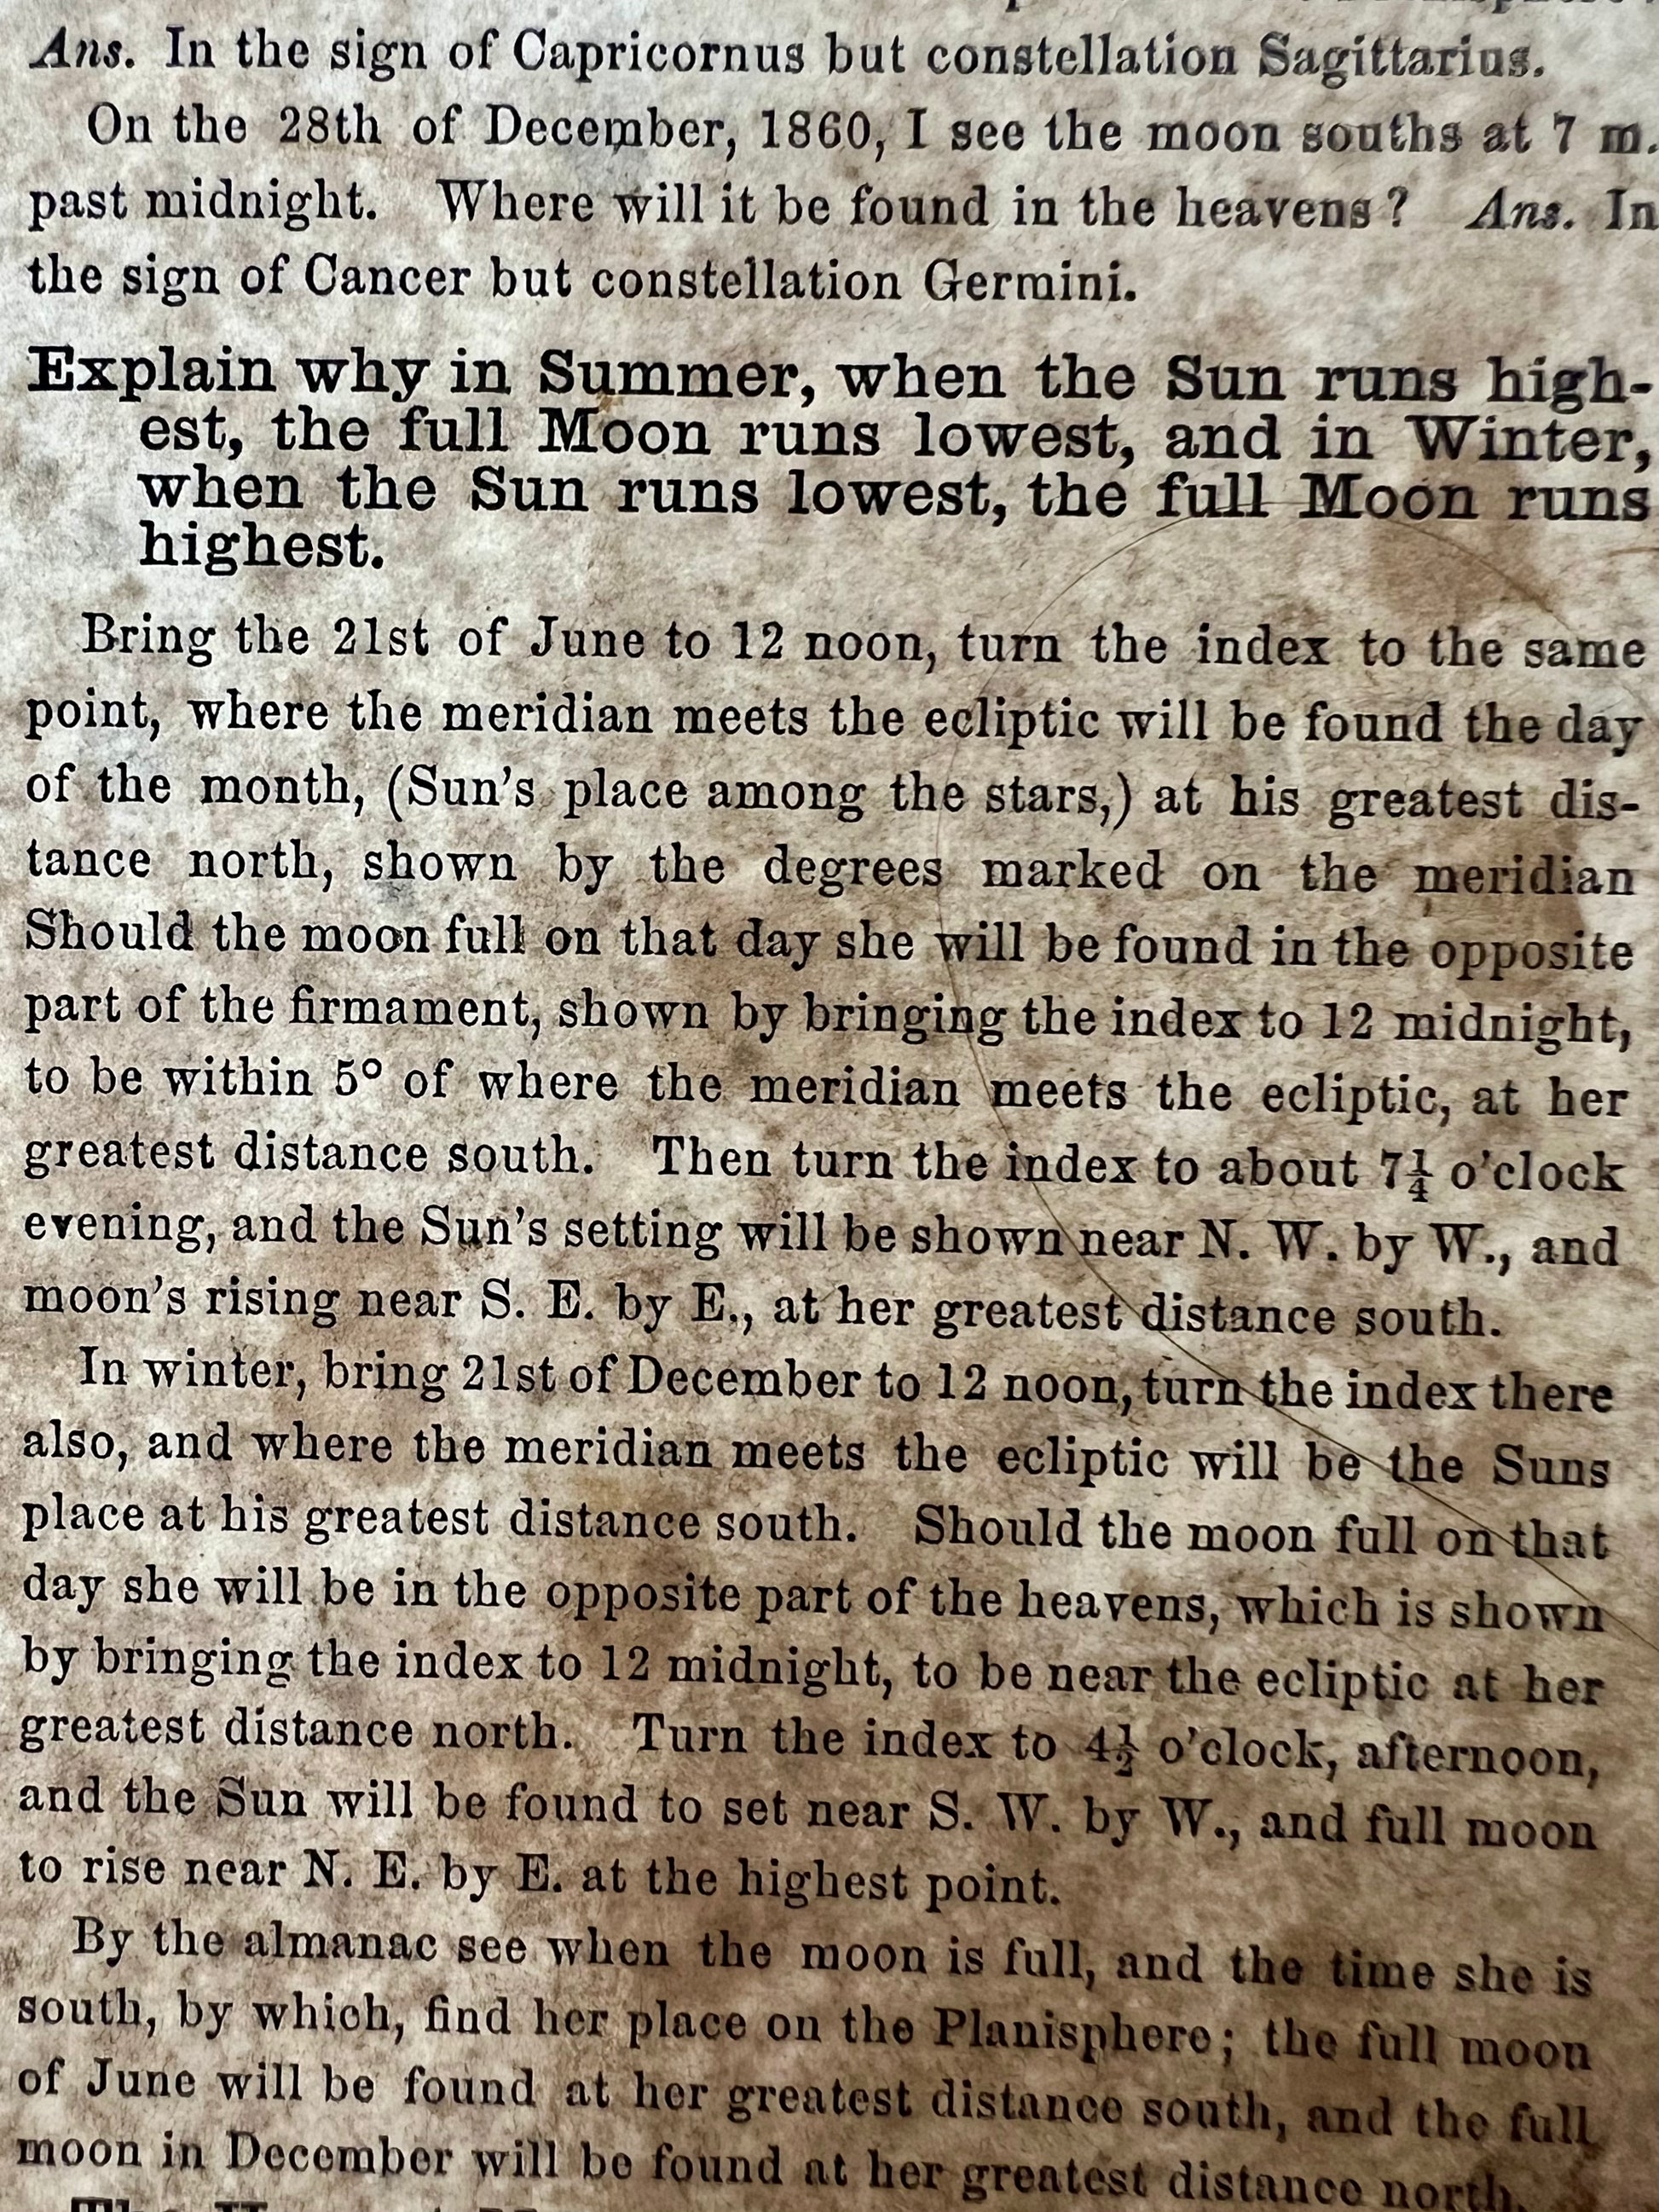 Ans. In the sign of Capricornus but constellation Sagittarius.
On the 28th of December, 1860, I see the moon souths at 7 m.
past midnight. Where will it be found in the heavens? Ans. In
the sign of Cancer but constellation Germini.
Explain why in Summer, when the Sun runs high-
est, the full Moon runs lowest, and in Winter,
when the Sun runs lowest, the full Moon runs
highest.
Bring the 21st of June to 12 noon, turn the index to the same
point, where the meridian meets the ecliptic will be found the day
of the month, (Sun's place among the stars,) at his greatest dis-
tance north, shown by the degrees marked on the meridian
Should the moon full on that day she will be found in the opposite
part of the firmament, shown by bringing the index to 12 midnight,
to be within 5° of where the meridian meets the ecliptic, at her
greatest distance south. Then turn the index to about 7¼ o'clock
evening, and the Sun's setting will be shown near N. W. by W., and
moon's rising near S. E. by E., at her greatest distance south.
In winter, bring 21st of December to 12 noon, turn the index there
also, and where the meridian meets the ecliptic will be the Suns
place at his greatest distance south. Should the moon full on that
day she will be in the opposite part of the heavens, which is shown
by bringing the index to 12 midnight, to be near the ecliptic at her
greatest distance north. Turn the index to 4½ o'clock, afternoon,
and the Sun will be found to set near S. W. by W., and full moon
to rise near N. E. by E. at the highest point.
By the almanac see when the moon is full, and the time she is
south, by which, find her place on the Planisphere; the full moon
of June will be found at her greatest distance south, and the full
moon in December will be found at her greatest distance north.